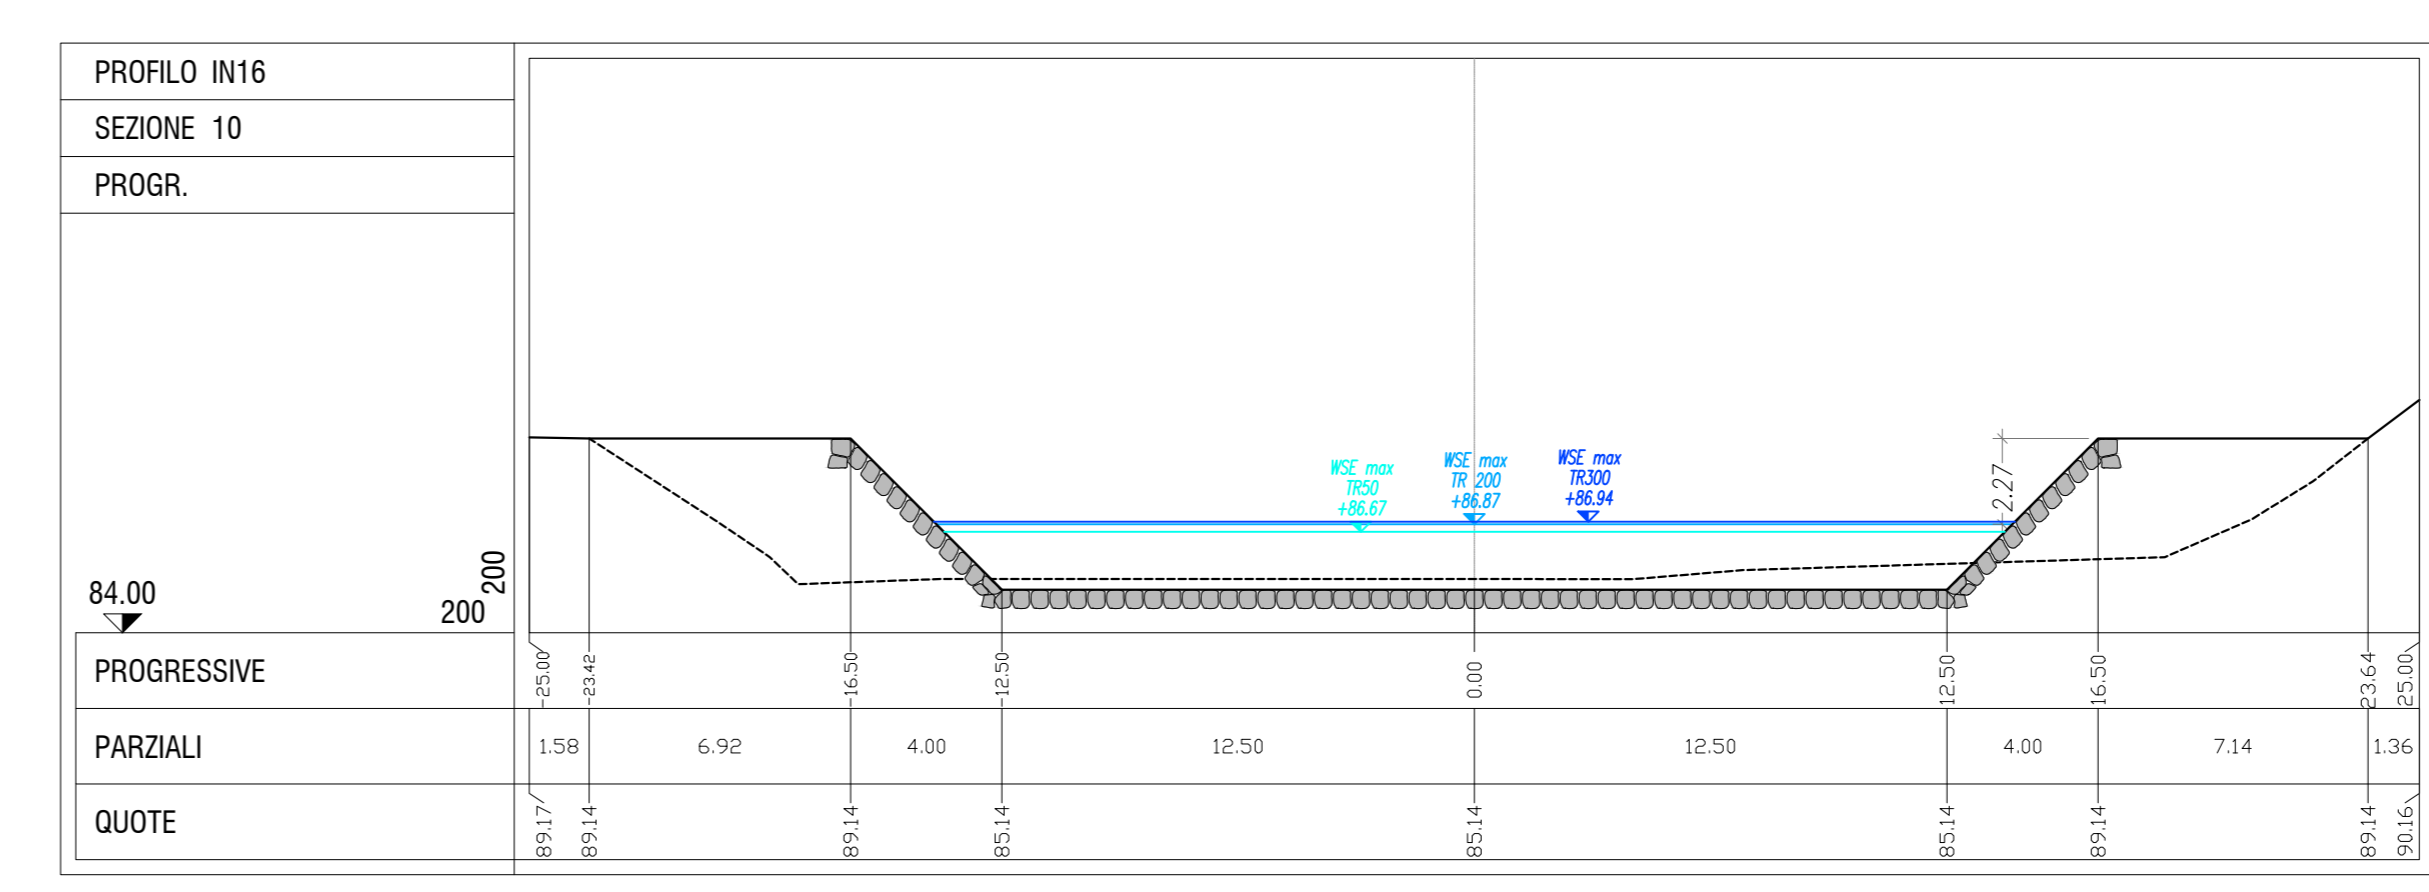 PROFILO IN16
SEZIONE 10
PROGR.
WSE max
TR50
+86.67
WSE max
TR 200
+86.87
WSE max
TR300
+86.94
2.27
84.00
200
200
PROGRESSIVE
-25.00
-23.42
-16.50
-12.50
0.00
12.50
16.50
23.64
25.00
PARZIALI
1.58
6.92
4.00
12.50
12.50
4.00
7.14
1.36
QUOTE
89.17
89.14
89.14
85.14
85.14
85.14
89.14
89.14
90.16